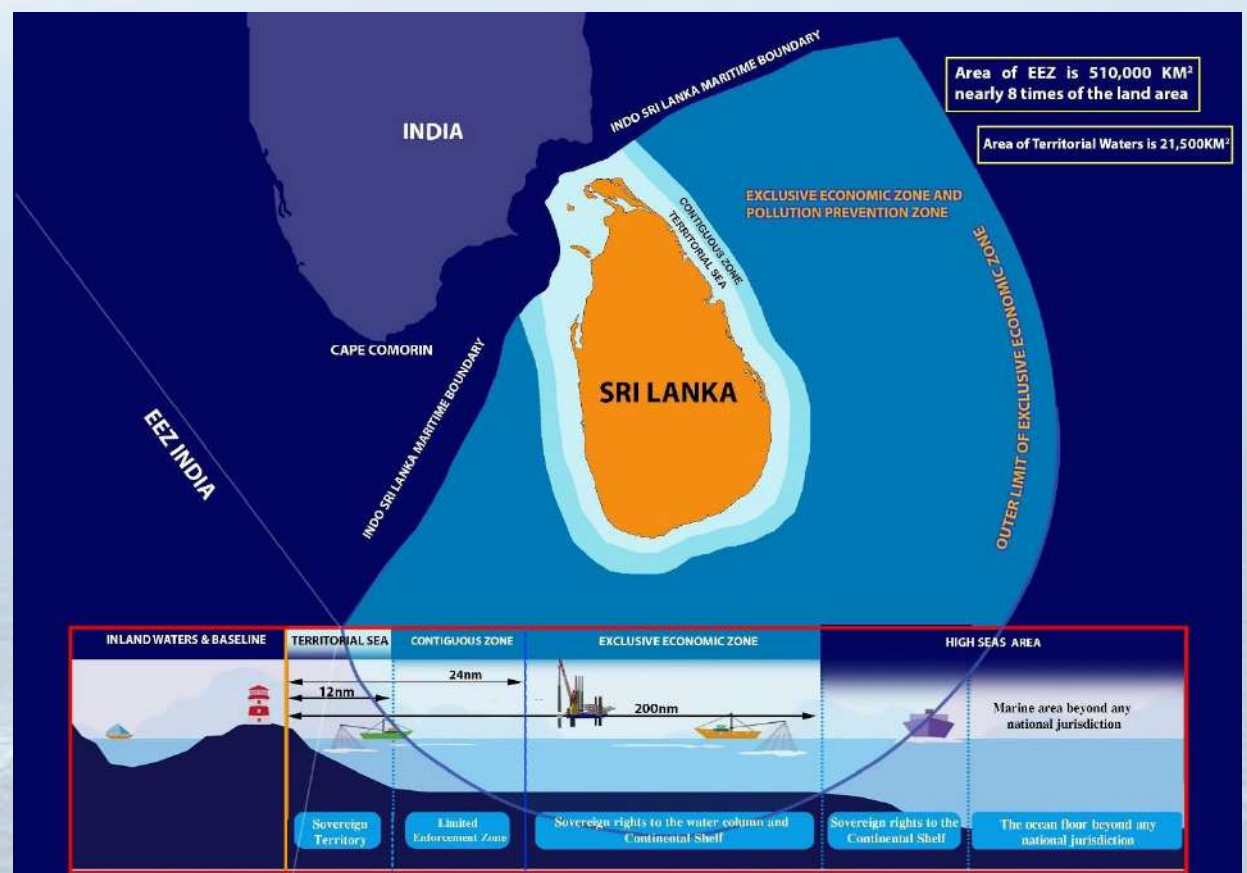 Area of EEZ is 510,000 KM²
nearly 8 times of the land area
Area of Territorial Waters is 21,500KM²
INDO SRI LANKA MARITIME BOUNDARY
INDIA
EXCLUSIVE ECONOMIC ZONE AND
POLLUTION PREVENTION ZONE
CONTIGUOUS ZONE
TERRITORIAL SEA
OUTER LIMIT OF EXCLUSIVE ECONOMIC ZONE
CAPE COMORIN
SRI LANKA
INDO SRI LANKA MARITIME BOUNDARY
EEZ INDIA
INLAND WATERS & BASELINE
TERRITORIAL SEA
CONTIGUOUS ZONE
EXCLUSIVE ECONOMIC ZONE
HIGH SEAS AREA
24nm
12nm
200nm
Marine area beyond any
national jurisdiction
Sovereign
Territory
Limited
Enforcement Zone
Sovereign rights to the water column and
Continental Shelf
Sovereign rights to the
Continental Shelf
The ocean floor beyond any
national jurisdiction